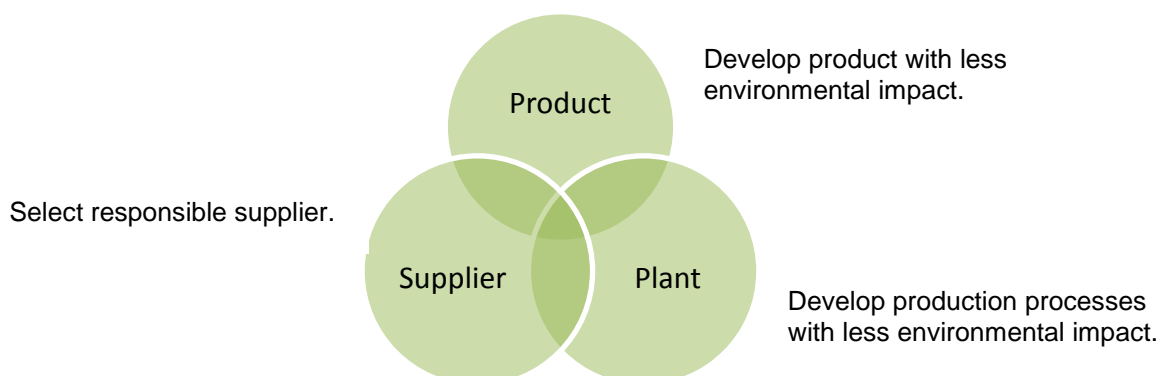 Develop product with less
environmental impact.
Product
Select responsible supplier.
Supplier
Plant
Develop production processes
with less environmental impact.